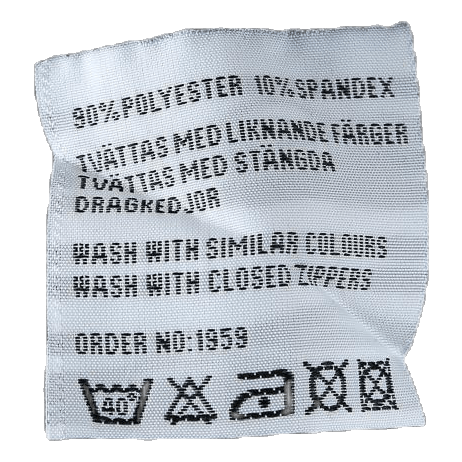 90% POLYESTER 10% SPANDEX
TVÄTTAS MED LIKNANDE FÄRGER
TVÄTTAS MED STÄNGDA
DRAGKEDJOR
WASH WITH SIMILAR COLOURS
WASH WITH CLOSED ZIPPERS
ORDER NO:1959
40°